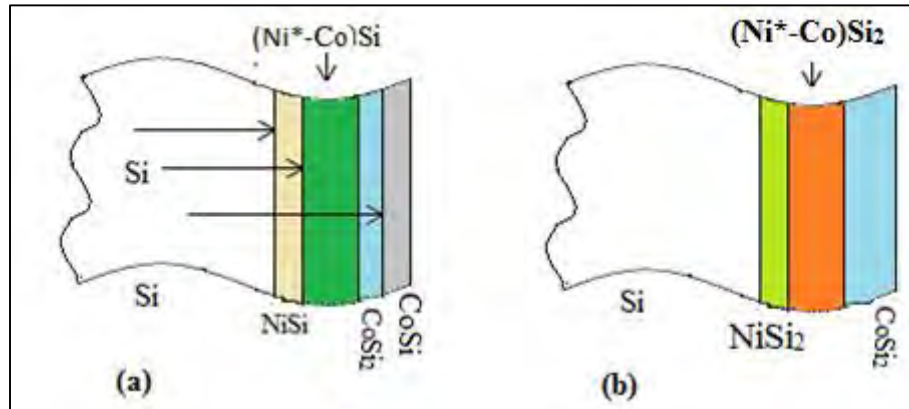 (Ni*-Co)Si
Si
Si
NiSi
CoSi₂
CoSi
(a)
(Ni*-Co)Si₂
Si
NiSi₂
CoSi₂
(b)